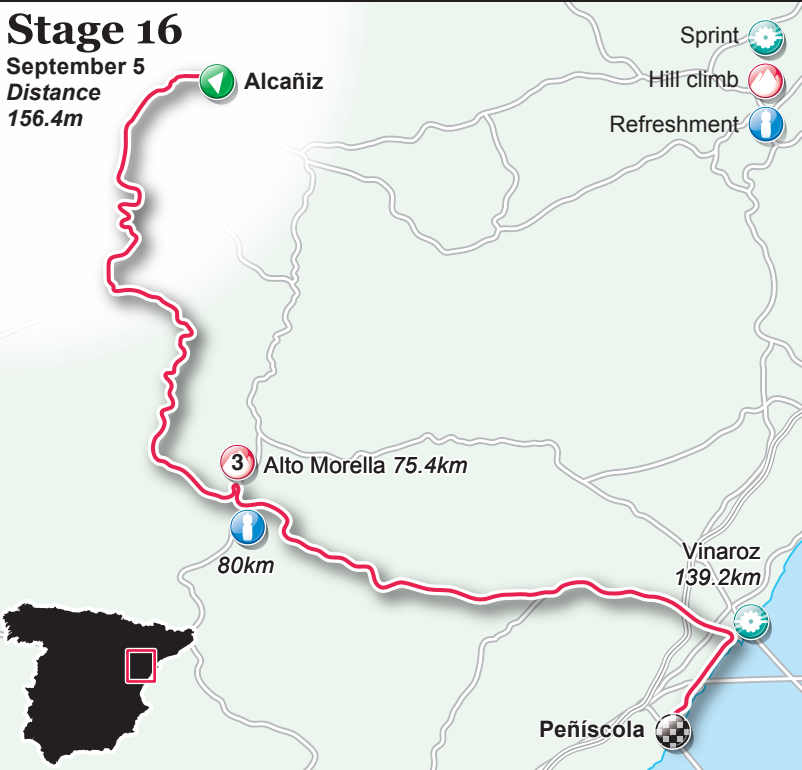 Stage 16
September 5
Distance
156.4m
Alcañiz
Sprint
Hill climb
Refreshment
3
Alto Morella 75.4km
80km
Vinaroz
139.2km
Peñíscola